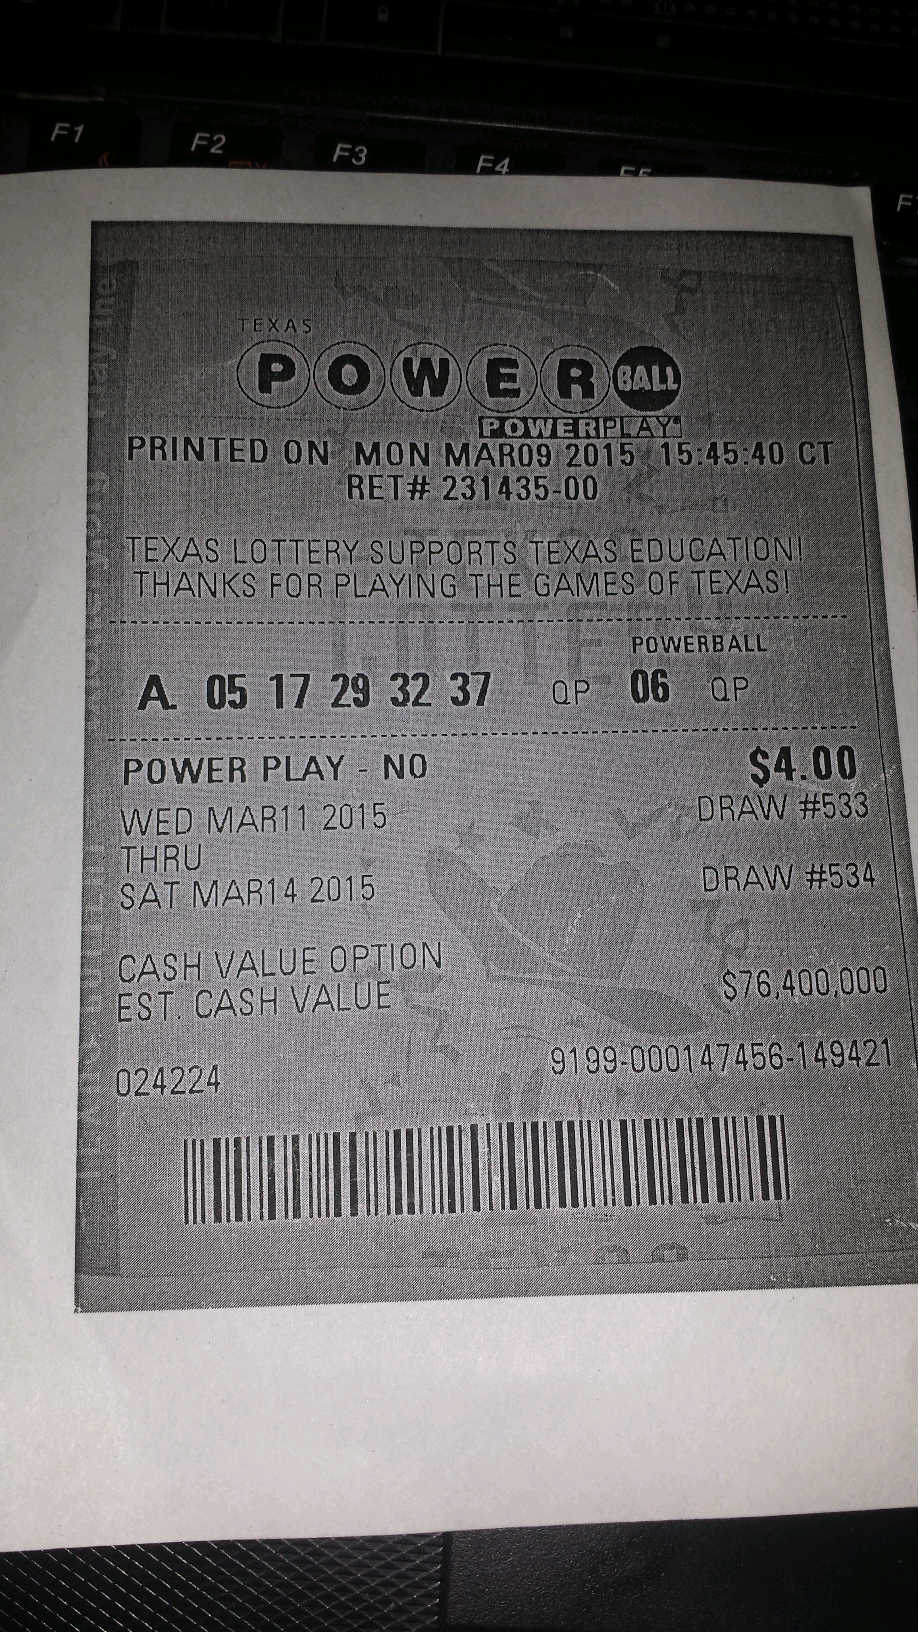 F1 F2 F3 F4
TEXAS
POWERBALL
POWERPLAY
PRINTED ON MON MAR09 2015 15:45:40 CT
RET# 231435-00
TEXAS LOTTERY SUPPORTS TEXAS EDUCATION!
THANKS FOR PLAYING THE GAMES OF TEXAS!
POWERBALL
A. 05 17 29 32 37 QP 06 QP
POWER PLAY - NO $4.00
WED MAR11 2015 DRAW #533
THRU
SAT MAR14 2015 DRAW #534
CASH VALUE OPTION
EST. CASH VALUE $76,400,000
024224 9199-000147456-149421